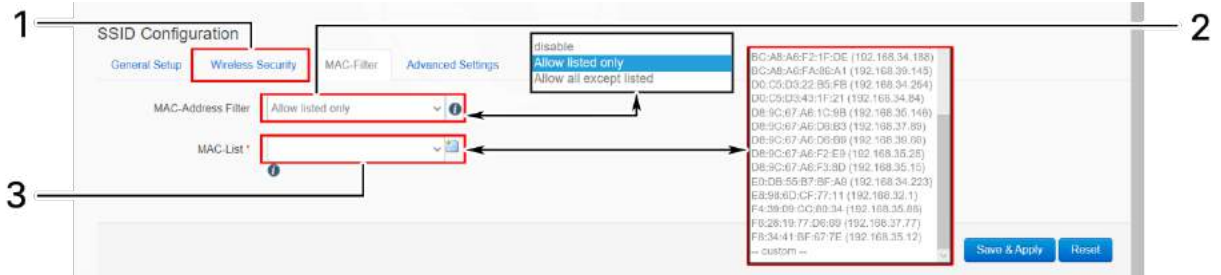 1
2
SSID Configuration
General Setup Wireless Security MAC-Filter Advanced Settings
disable
Allow listed only
Allow all except listed
MAC-Address Filter Allow listed only
MAC-List *
3
BC:A8:A6:F2:1F:DE (192.168.34.188)
BC:A8:A6:FA:86:A1 (192.168.39.145)
D0:C5:D3:22:B5:FB (192.168.34.254)
D0:C5:D3:43:1F:21 (192.168.34.84)
D8:9C:67:A6:1C:9B (192.168.35.146)
D8:9C:67:A6:D6:B3 (192.168.37.89)
D8:9C:67:A6:D6:B9 (192.168.39.60)
D8:9C:67:A6:F2:E9 (192.168.35.25)
D8:9C:67:A6:F3:8D (192.168.35.15)
E0:DB:55:B7:BF:A9 (192.168.34.223)
E8:98:6D:CF:77:11 (192.168.32.1)
F4:39:09:CC:80:34 (192.168.35.86)
F8:28:19:77:D6:69 (192.168.37.77)
F8:34:41:BF:67:7E (192.168.35.12)
-- custom --
Save & Apply Reset